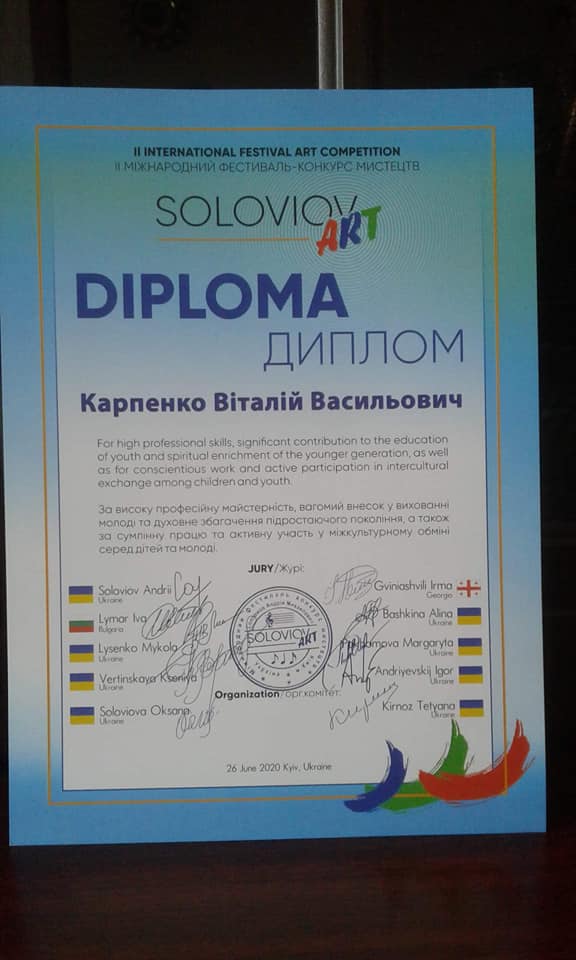 II INTERNATIONAL FESTIVAL ART COMPETITION
II МІЖНАРОДНИЙ ФЕСТИВАЛЬ-КОНКУРС МИСТЕЦТВ
SOLOVIOV
ART
DIPLOMA
ДИПЛОМ
Карпенко Віталій Васильович
For high professional skills, significant contribution to the education
of youth and spiritual enrichment of the younger generation, as well
as for conscientious work and active participation in intercultural
exchange among children and youth.
За високу професійну майстерність, вагомий внесок у вихованні
молоді та духовне збагачення підростаючого покоління, а також
за сумлінну працю та активну участь у міжкультурному обміні
серед дітей та молоді.
JURY/Журі:
Soloviov Andrii
Ukraine
Lymar Iva
Bulgaria
Lysenko Mykola
Ukraine
Vertinskaya Kseniya
Ukraine
Gviniashvili Irma
Georgio
Bashkina Alina
Ukraine
Margaryta
Ukraine
Andriyevskij Igor
Ukraine
SOLOVIOV
ART
Organization/орг.комітет:
Soloviova Oksana
Ukraine
Kirnoz Tetyana
Ukraine
26 June 2020 Kyiv, Ukraine